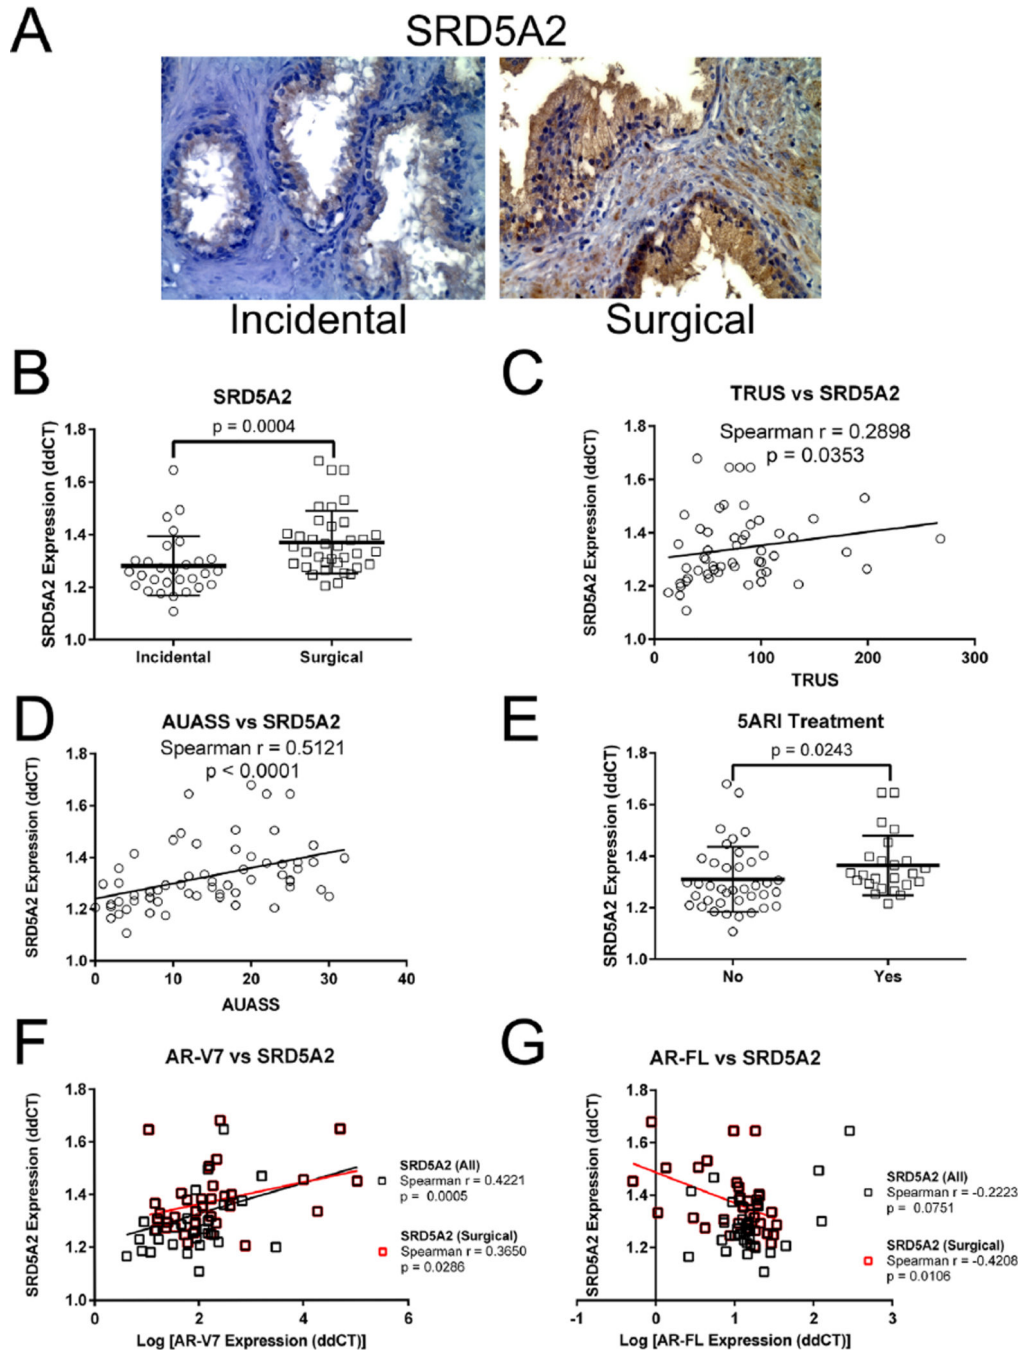 A
SRD5A2
Incidental
Surgical
B
SRD5A2
p = 0.0004
SRD5A2 Expression (ddCT)
1.8
1.6
1.4
1.2
1.0
Incidental
Surgical
C
TRUS vs SRD5A2
Spearman r = 0.2898
p = 0.0353
SRD5A2 Expression (ddCT)
1.8
1.6
1.4
1.2
1.0
0
100
200
300
TRUS
D
AUASS vs SRD5A2
Spearman r = 0.5121
p < 0.0001
SRD5A2 Expression (ddCT)
1.8
1.6
1.4
1.2
1.0
0
10
20
30
40
AUASS
E
5ARI Treatment
p = 0.0243
SRD5A2 Expression (ddCT)
1.8
1.6
1.4
1.2
1.0
No
Yes
F
AR-V7 vs SRD5A2
SRD5A2 Expression (ddCT)
1.8
1.6
1.4
1.2
1.0
0
2
4
6
Log [AR-V7 Expression (ddCT)]
SRD5A2 (All)
Spearman r = 0.4221
p = 0.0005
SRD5A2 (Surgical)
Spearman r = 0.3650
p = 0.0286
G
AR-FL vs SRD5A2
SRD5A2 Expression (ddCT)
1.8
1.6
1.4
1.2
1.0
-1
0
1
2
3
Log [AR-FL Expression (ddCT)]
SRD5A2 (All)
Spearman r = -0.2223
p = 0.0751
SRD5A2 (Surgical)
Spearman r = -0.4208
p = 0.0106